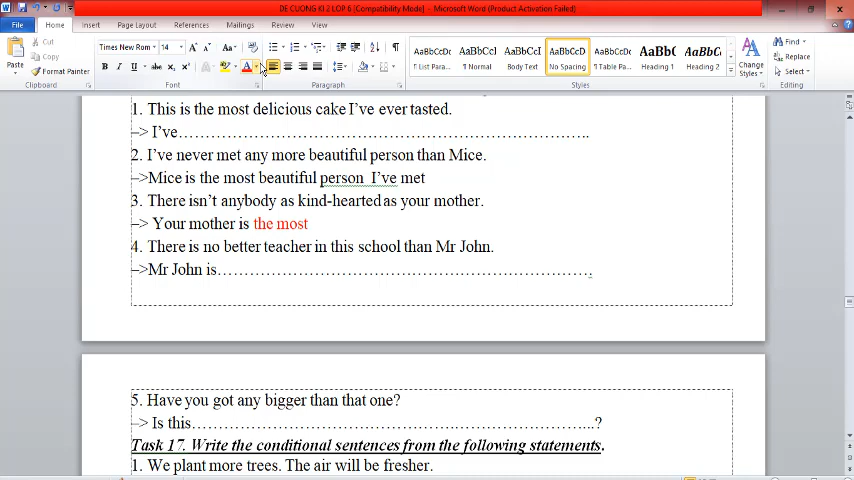 DE CUONG KI 2 LOP 6 [Compatibility Mode] - Microsoft Word (Product Activation Failed)
File Home Insert Page Layout References Mailings Review View
Cut
Copy
Format Painter
Paste
Clipboard
Times New Rom 14
Font
Paragraph
AaBbCcDc AaBbCcI AaBbCcI AaBbCcD AaBbCcDc AaBbC AaBbCc
¶ List Para... ¶ Normal Body Text No Spacing ¶ Table Pa... Heading 1 Heading 2
Change Styles
Styles
Find
Replace
Select
Editing
1. This is the most delicious cake I’ve ever tasted.
–> I’ve……………………………………………………………..
2. I’ve never met any more beautiful person than Mice.
–>Mice is the most beautiful person I’ve met
3. There isn’t anybody as kind-hearted as your mother.
–> Your mother is the most
4. There is no better teacher in this school than Mr John.
–>Mr John is……………………………………………………….
5. Have you got any bigger than that one?
–> Is this…………………………………………………………...?
Task 17. Write the conditional sentences from the following statements.
1. We plant more trees. The air will be fresher.